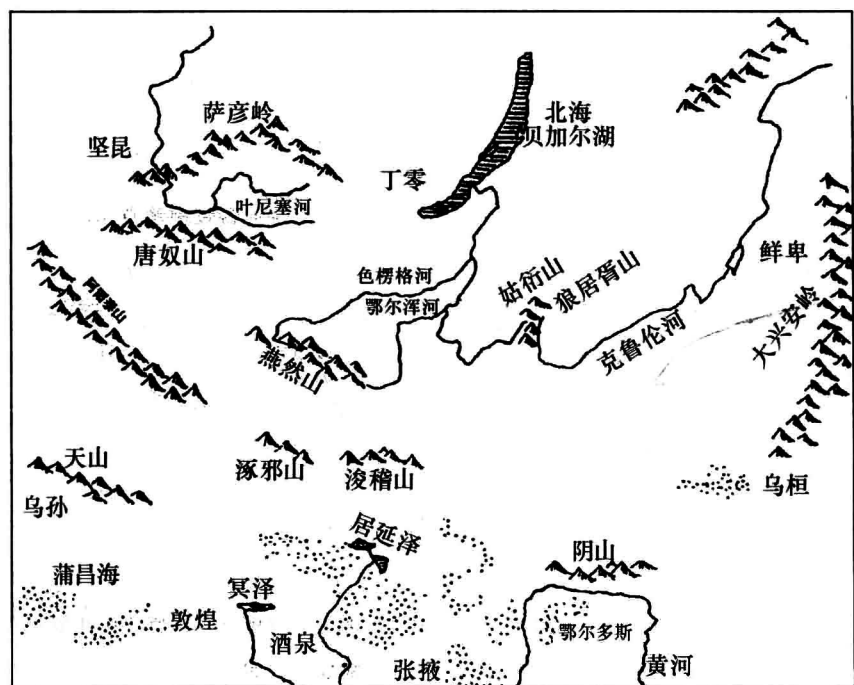 萨彦岭
北海
贝加尔湖
坚昆
丁零
叶尼塞河
唐奴山
鲜卑
色楞格河
姑衍山
狼居胥山
鄂尔浑河
克鲁伦河
大兴安岭
燕然山
天山
涿邪山
浚稽山
乌孙
乌桓
居延泽
阴山
蒲昌海
冥泽
敦煌
酒泉
鄂尔多斯
张掖
黄河